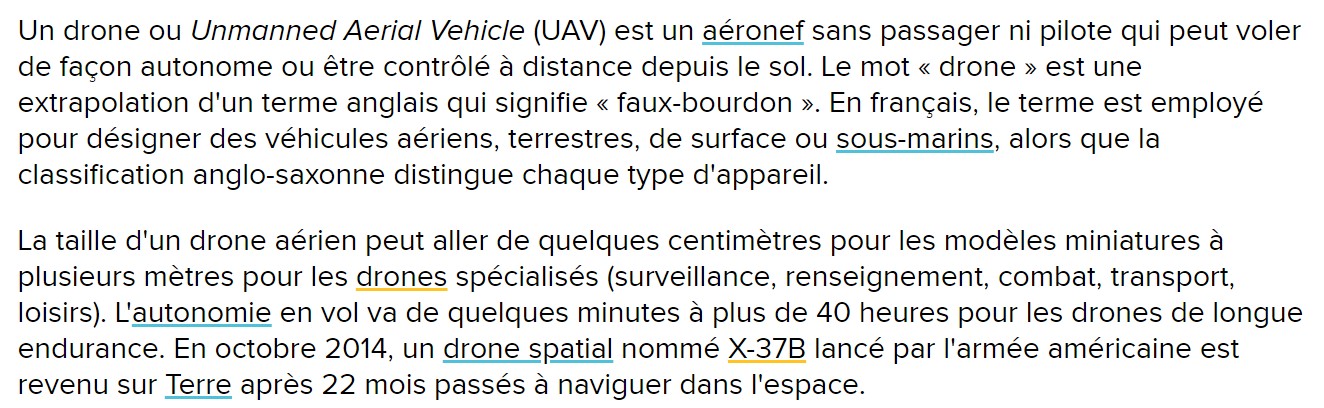 Un drone ou Unmanned Aerial Vehicle (UAV) est un aéronef sans passager ni pilote qui peut voler
de façon autonome ou être contrôlé à distance depuis le sol. Le mot « drone » est une
extrapolation d'un terme anglais qui signifie « faux-bourdon ». En français, le terme est employé
pour désigner des véhicules aériens, terrestres, de surface ou sous-marins, alors que la
classification anglo-saxonne distingue chaque type d'appareil.
La taille d'un drone aérien peut aller de quelques centimètres pour les modèles miniatures à
plusieurs mètres pour les drones spécialisés (surveillance, renseignement, combat, transport,
loisirs). L'autonomie en vol va de quelques minutes à plus de 40 heures pour les drones de longue
endurance. En octobre 2014, un drone spatial nommé X-37B lancé par l'armée américaine est
revenu sur Terre après 22 mois passés à naviguer dans l'espace.